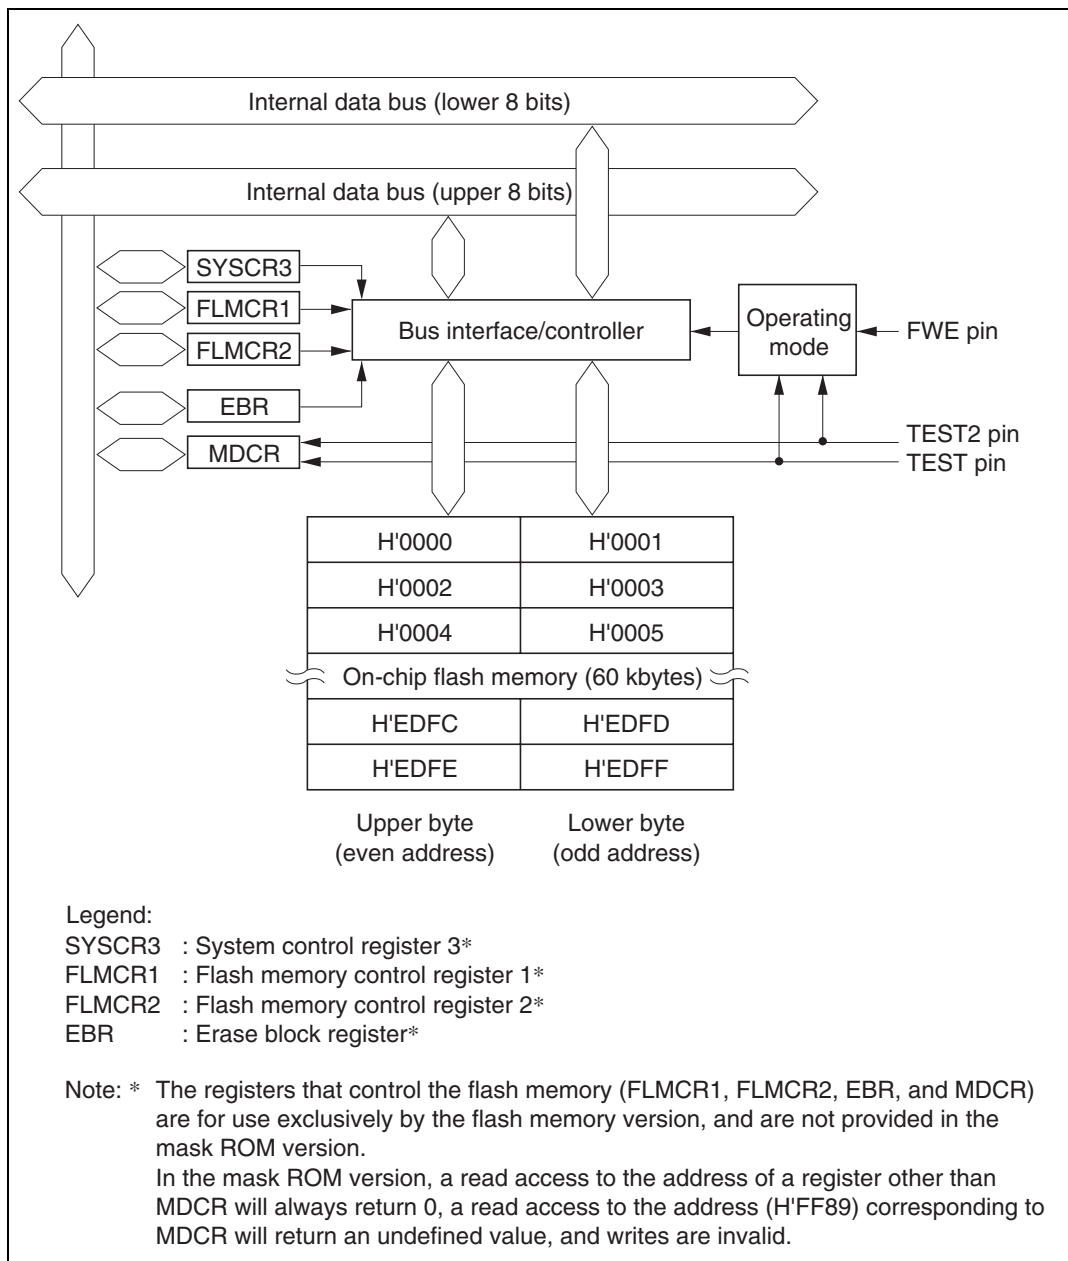 Internal data bus (lower 8 bits)
Internal data bus (upper 8 bits)
SYSCR3
FLMCR1
FLMCR2
EBR
MDCR
Bus interface/controller
Operating
mode
FWE pin
TEST2 pin
TEST pin
H'0000 H'0001
H'0002 H'0003
H'0004 H'0005
On-chip flash memory (60 kbytes)
H'EDFC H'EDFD
H'EDFE H'EDFF
Upper byte Lower byte
(even address) (odd address)
Legend:
SYSCR3 : System control register 3*
FLMCR1 : Flash memory control register 1*
FLMCR2 : Flash memory control register 2*
EBR : Erase block register*
Note: * The registers that control the flash memory (FLMCR1, FLMCR2, EBR, and MDCR)
are for use exclusively by the flash memory version, and are not provided in the
mask ROM version.
In the mask ROM version, a read access to the address of a register other than
MDCR will always return 0, a read access to the address (H'FF89) corresponding to
MDCR will return an undefined value, and writes are invalid.